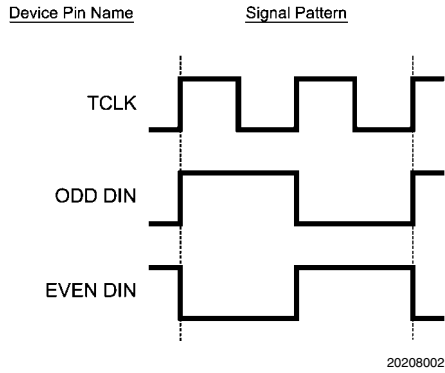 Device Pin Name Signal Pattern
TCLK
ODD DIN
EVEN DIN
20208002